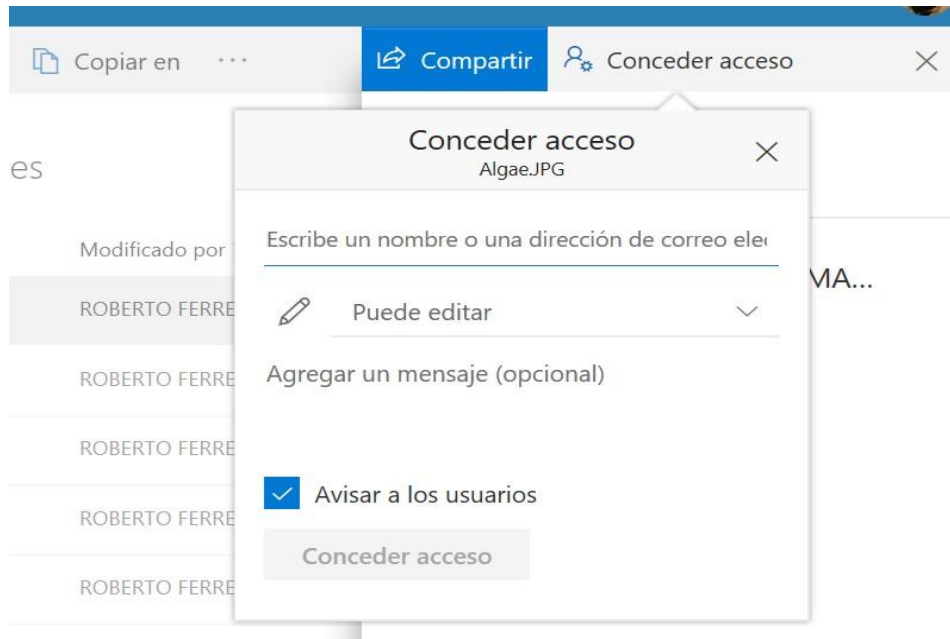 Copiar en ...
Compartir
Conceder acceso
Conceder acceso
Algae.JPG
es
Modificado por
Escribe un nombre o una dirección de correo elec
MA...
ROBERTO FERRE
Puede editar
ROBERTO FERRE
Agregar un mensaje (opcional)
ROBERTO FERRE
Avisar a los usuarios
ROBERTO FERRE
Conceder acceso
ROBERTO FERRE